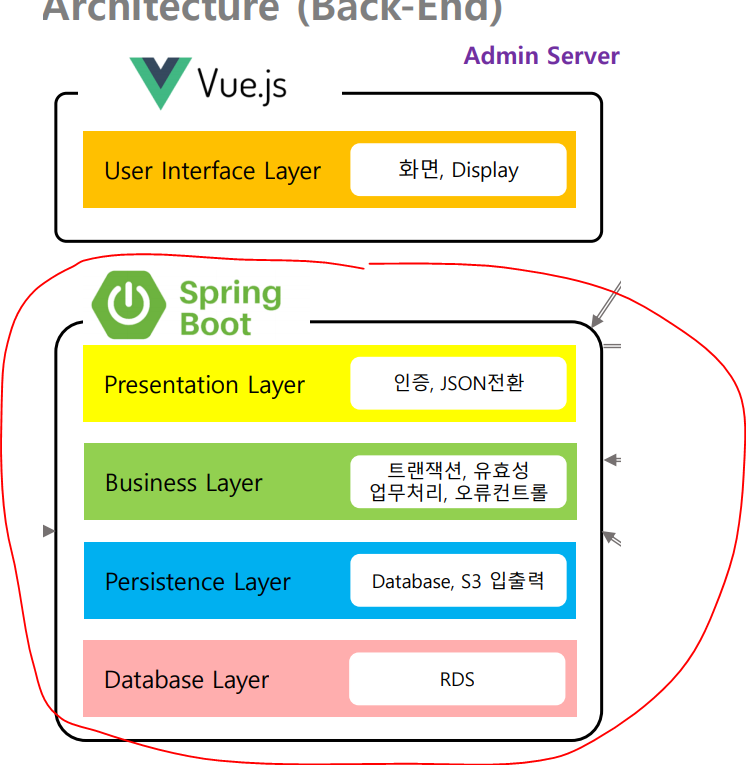 Architecture (Back-End)
Admin Server
Vue.js
User Interface Layer
화면, Display
Spring
Boot
Presentation Layer
인증, JSON전환
Business Layer
트랜잭션, 유효성
업무처리, 오류컨트롤
Persistence Layer
Database, S3 입출력
Database Layer
RDS